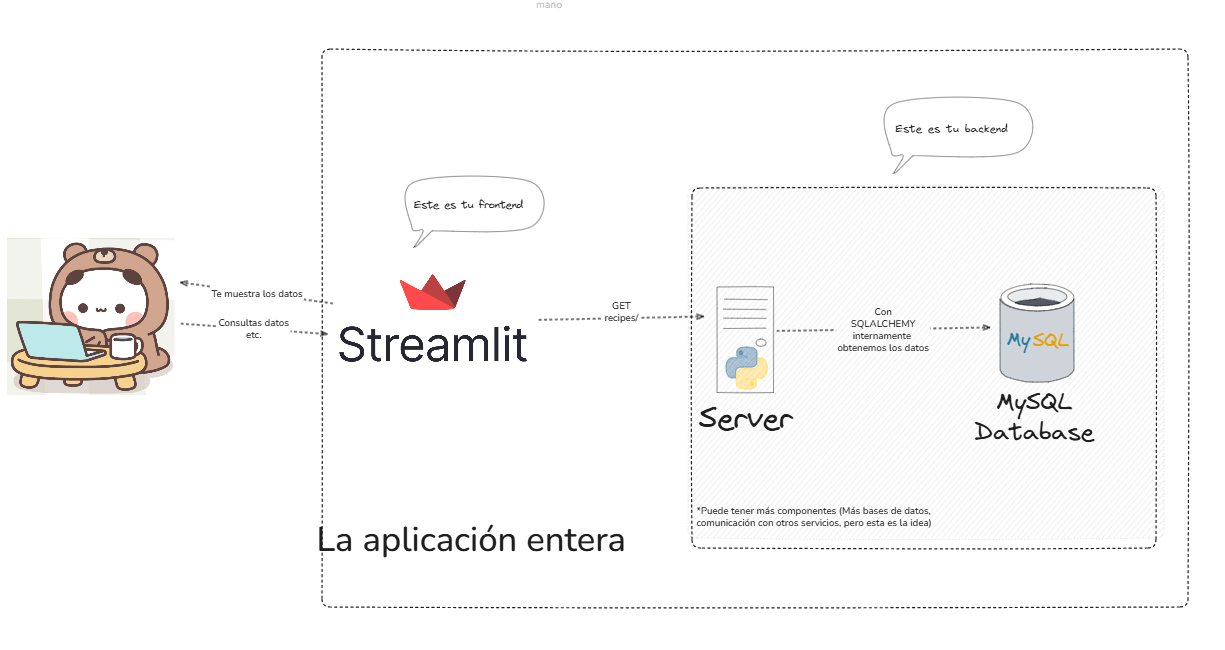 mano
Este es tu backend
Este es tu frontend
Te muestra los datos
Consultas datos
etc.
Streamlit
GET
recipes/
Con
SQLALCHEMY
internamente
obtenemos los datos
MySQL
Server
MySQL
Database
*Puede tener más componentes (Más bases de datos,
comunicación con otros servicios, pero esta es la idea)
La aplicación entera